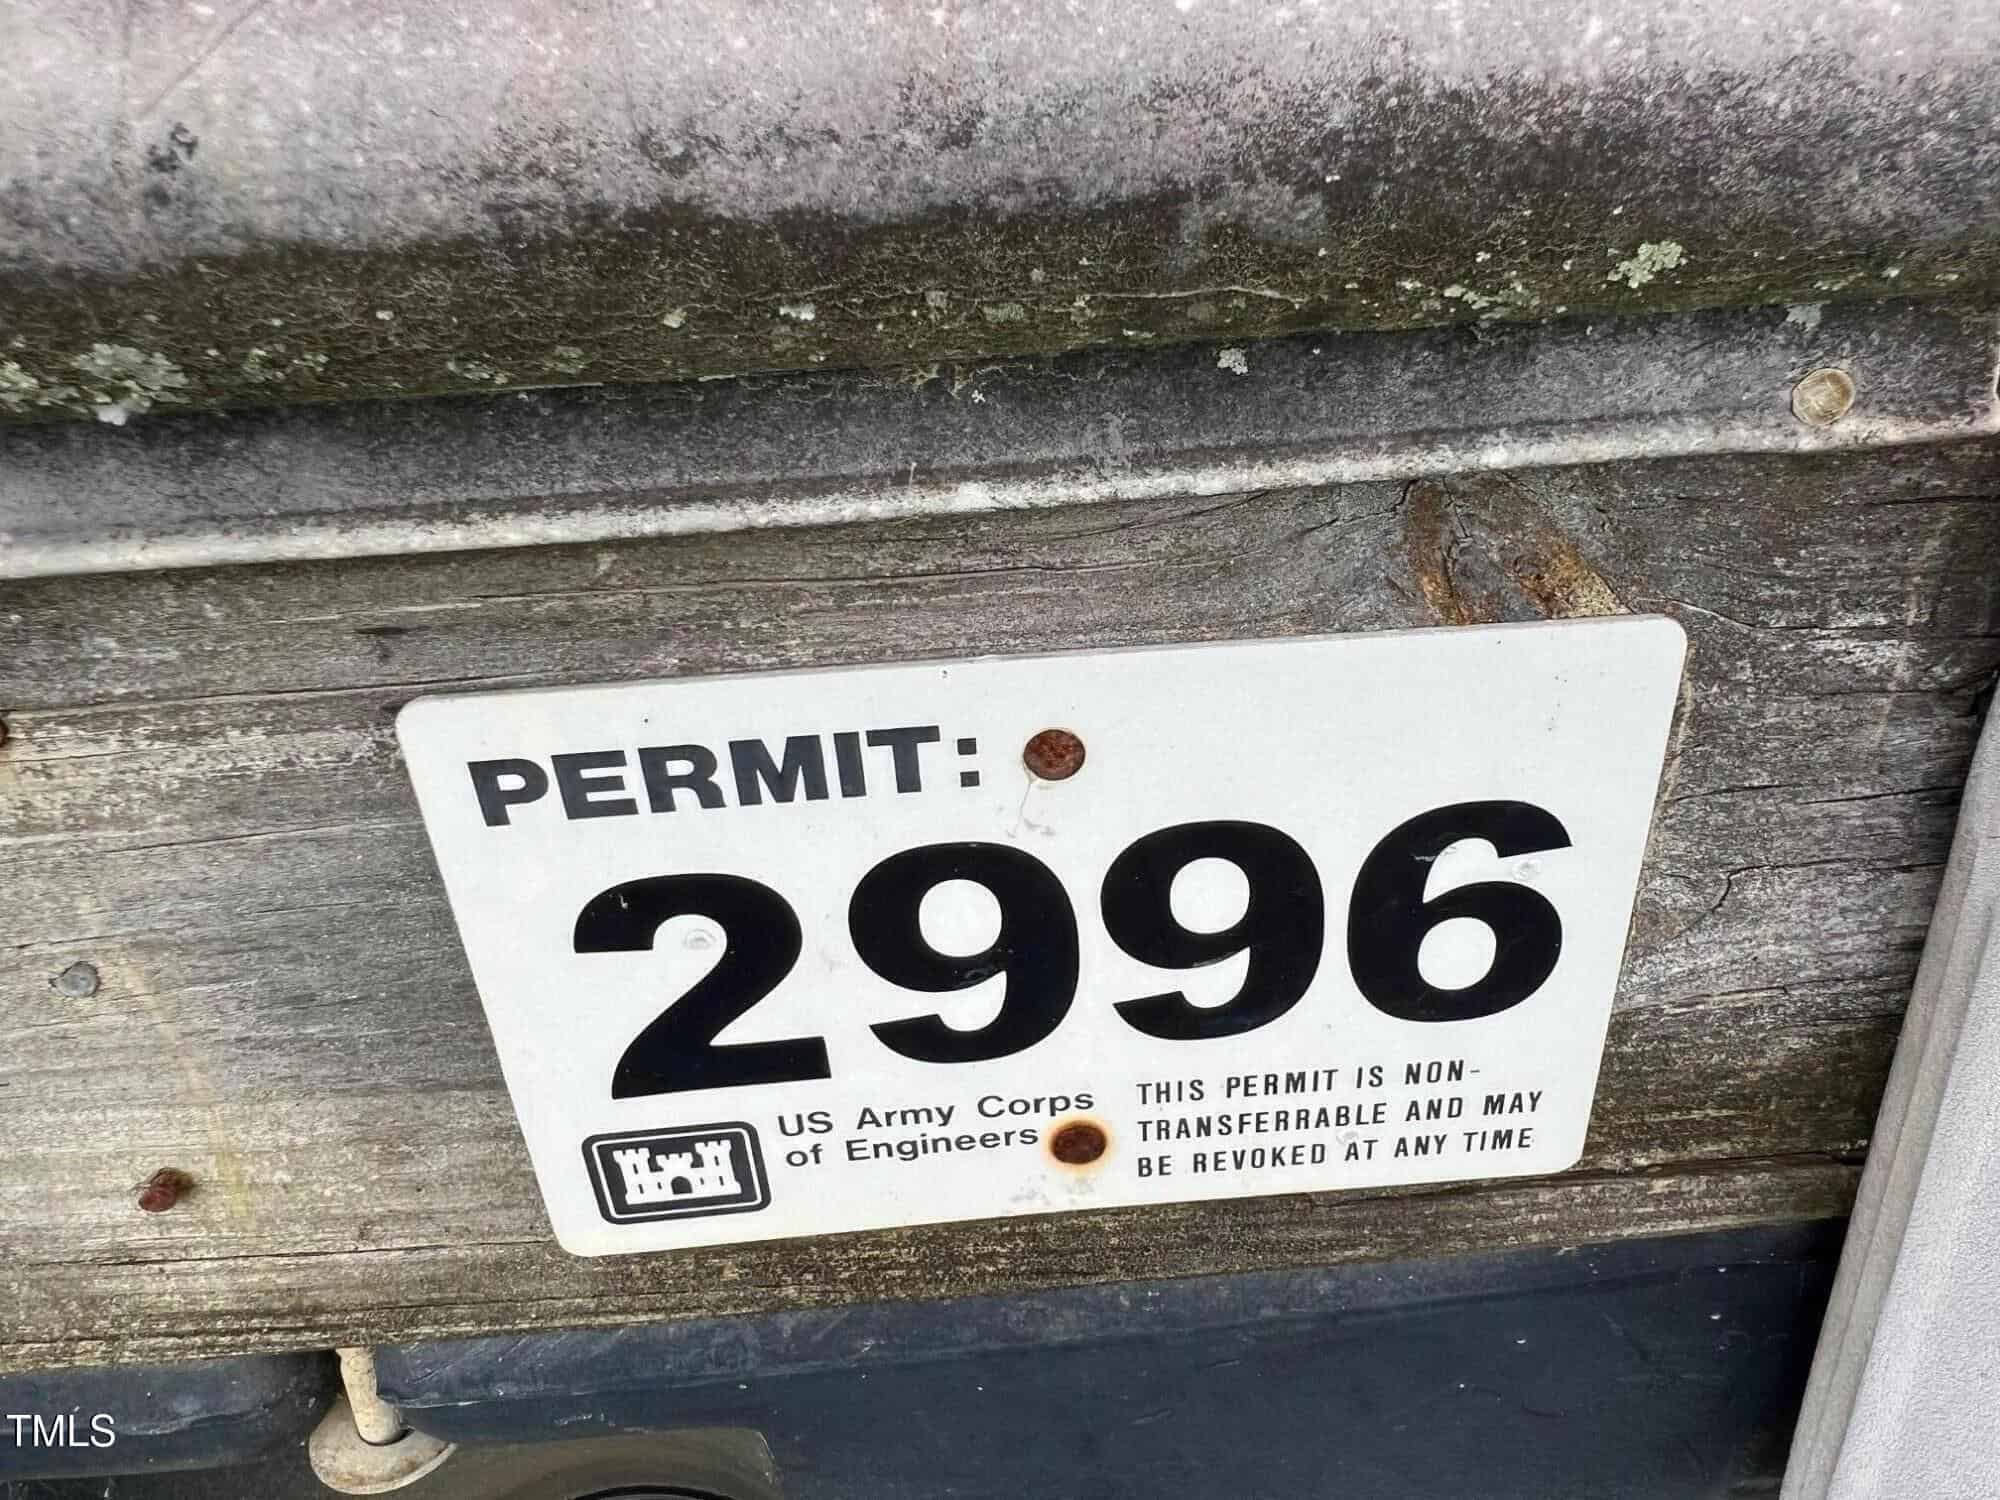 PERMIT:
2996
US Army Corps
of Engineers
THIS PERMIT IS NON-
TRANSFERRABLE AND MAY
BE REVOKED AT ANY TIME
TMLS